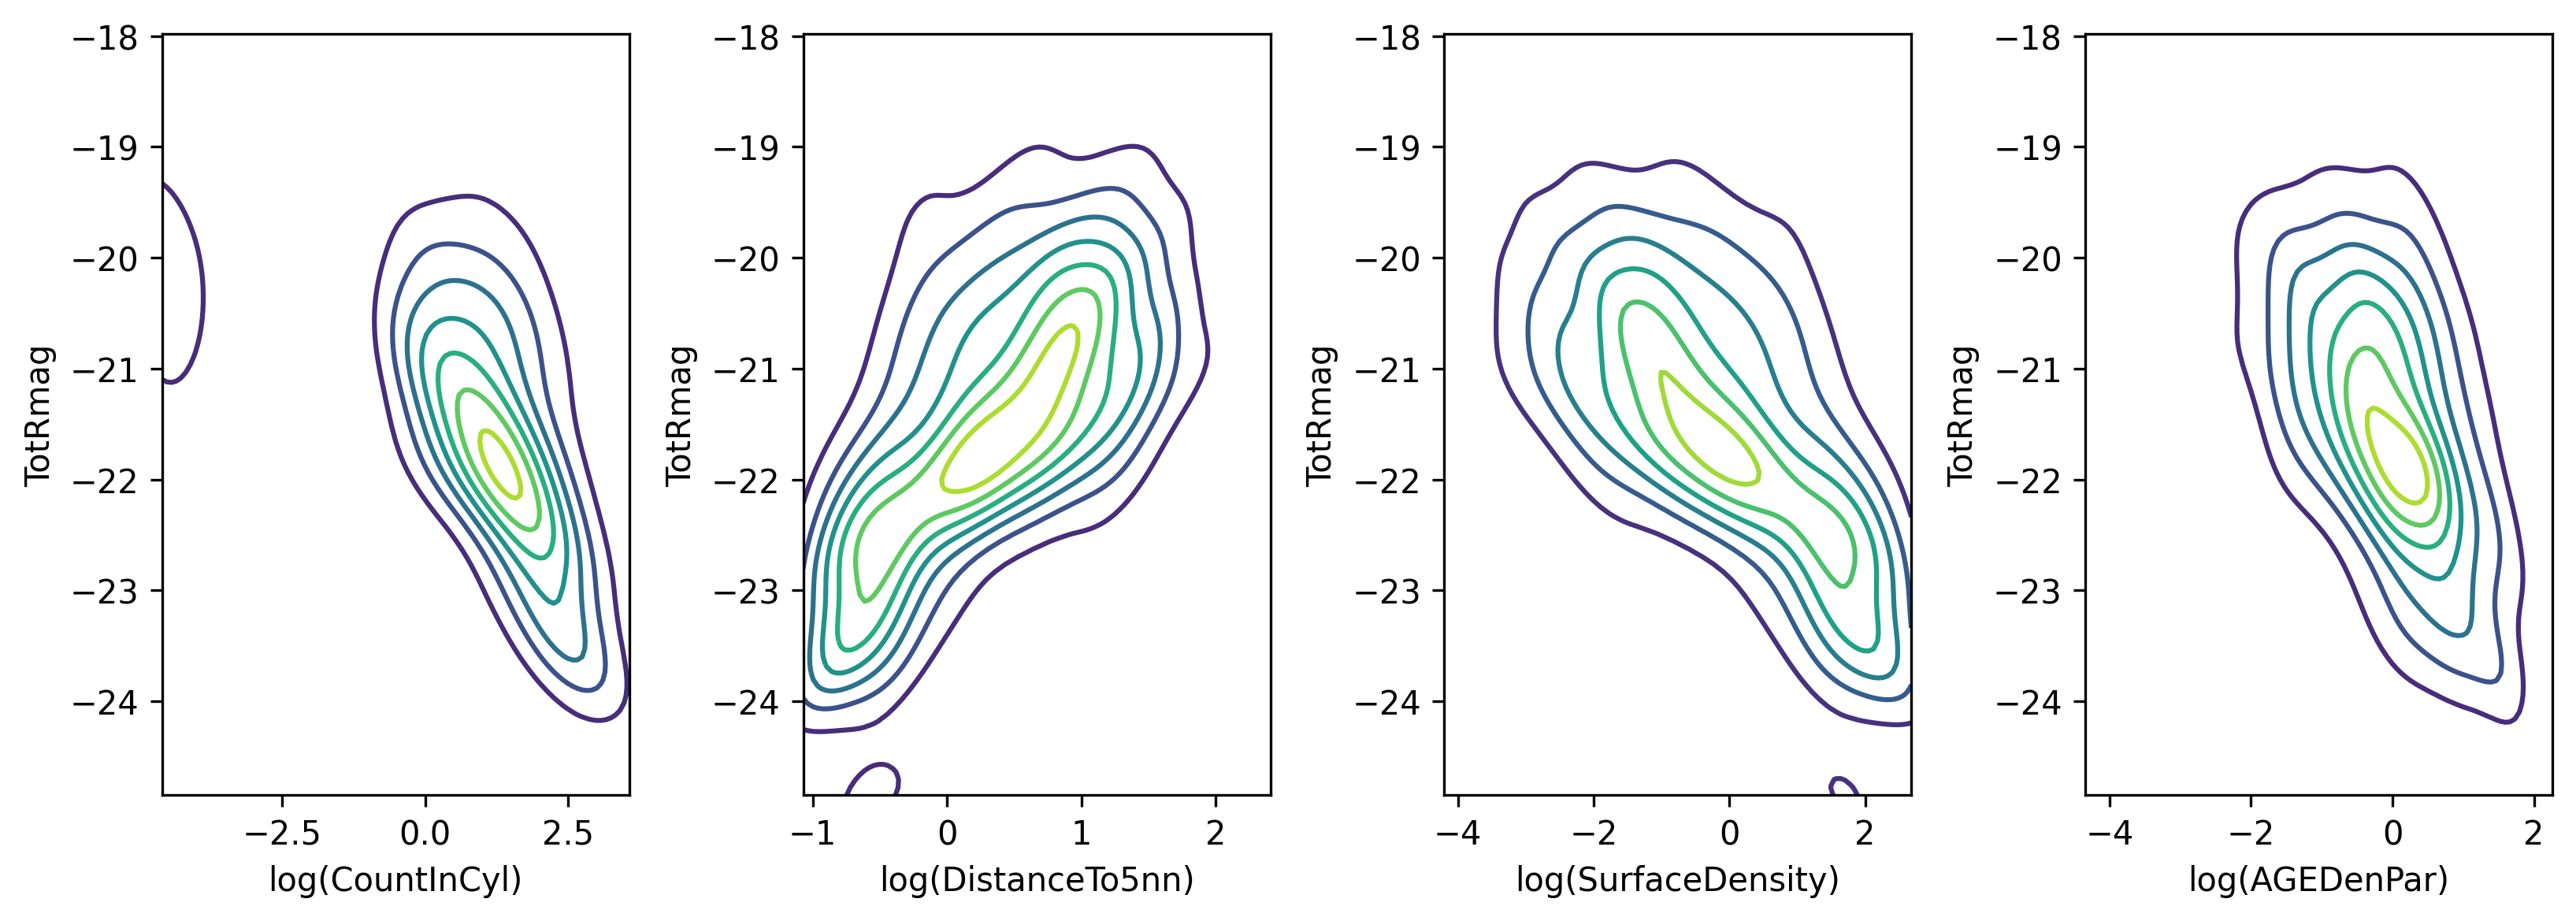 −18
−19
−20
−21
−22
−23
−24
TotRmag
−2.5 0.0 2.5
log(CountInCyl)
−18
−19
−20
−21
−22
−23
−24
TotRmag
−1 0 1 2
log(DistanceTo5nn)
−18
−19
−20
−21
−22
−23
−24
TotRmag
−4 −2 0 2
log(SurfaceDensity)
−18
−19
−20
−21
−22
−23
−24
TotRmag
−4 −2 0 2
log(AGEDenPar)